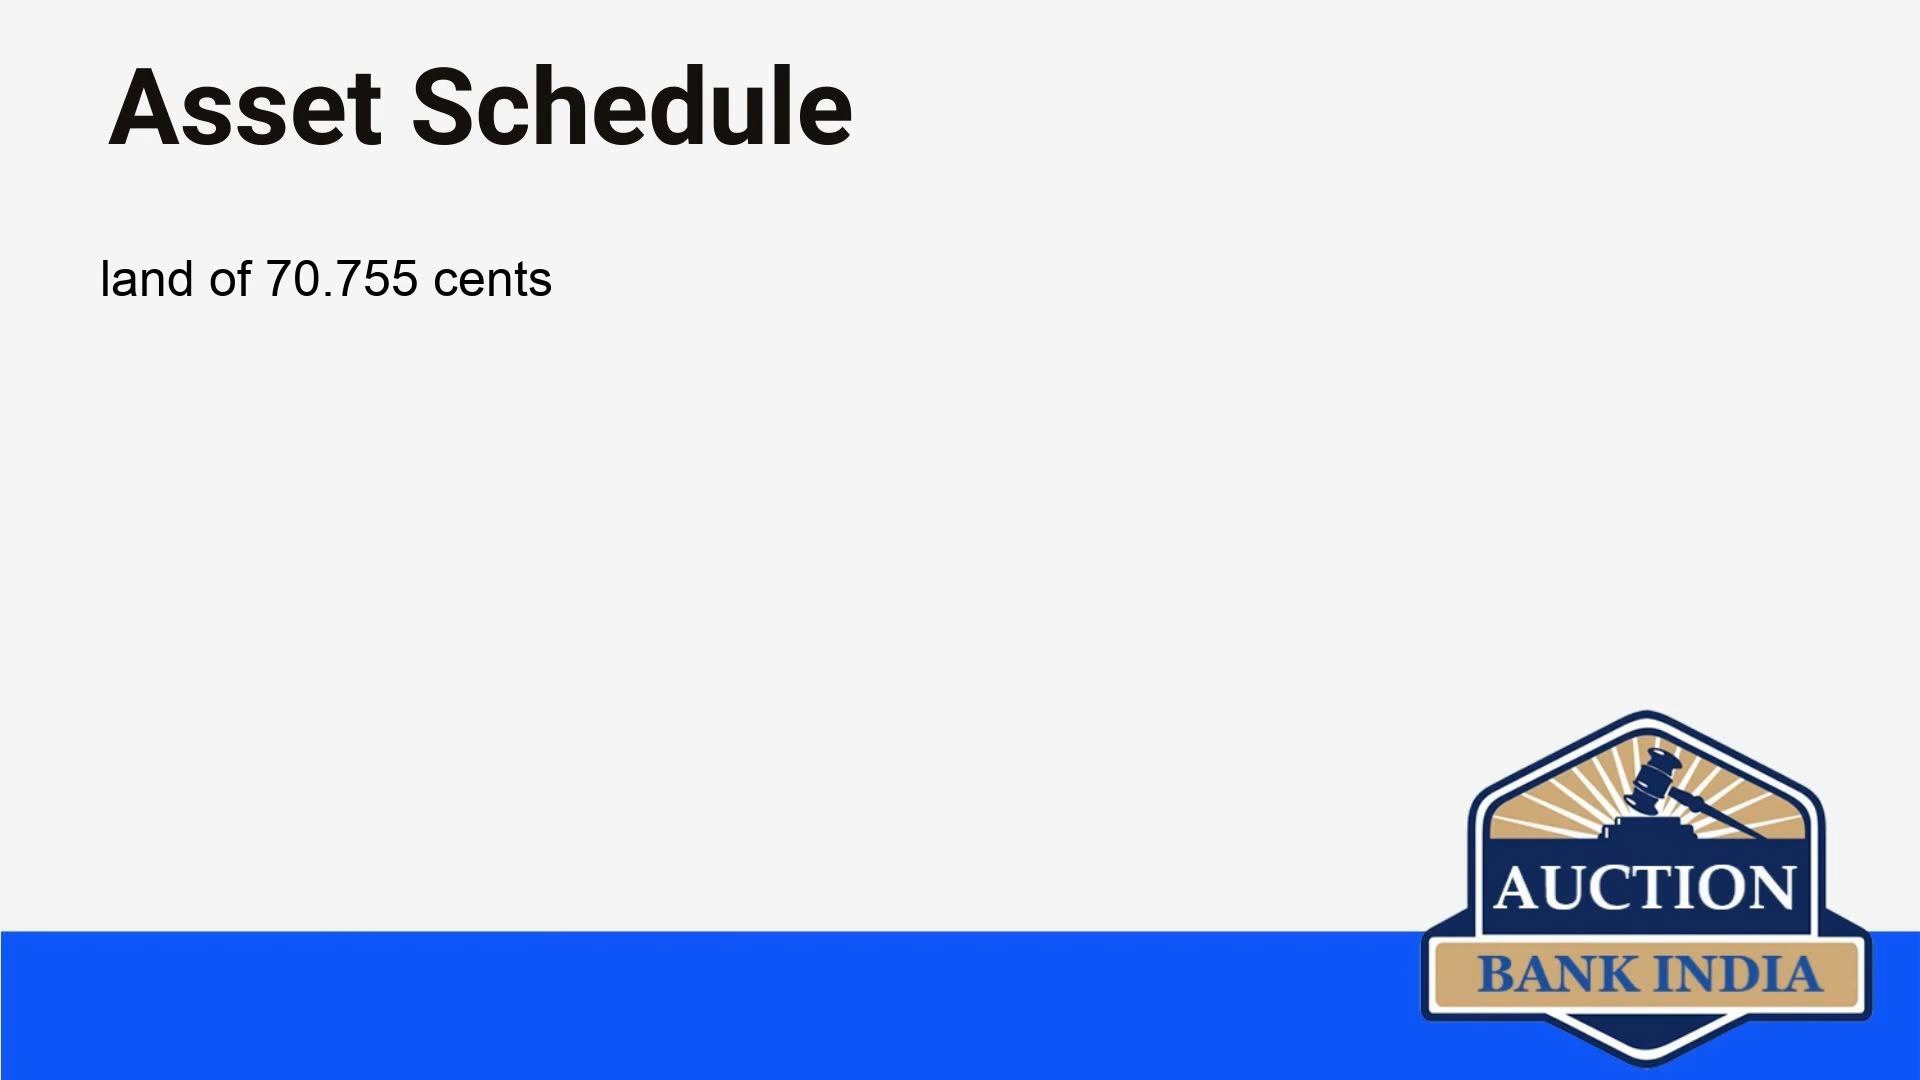 Asset Schedule
land of 70.755 cents
AUCTION
BANK INDIA